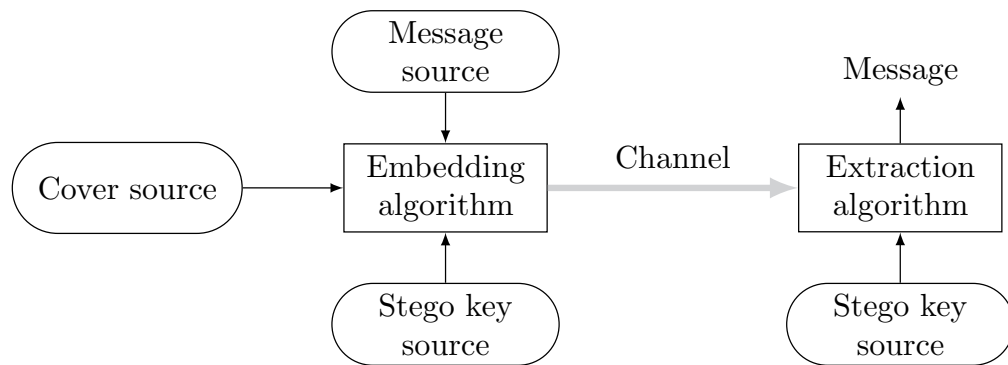 Message
source
Message
Cover source
Embedding
algorithm
Channel
Extraction
algorithm
Stego key
source
Stego key
source